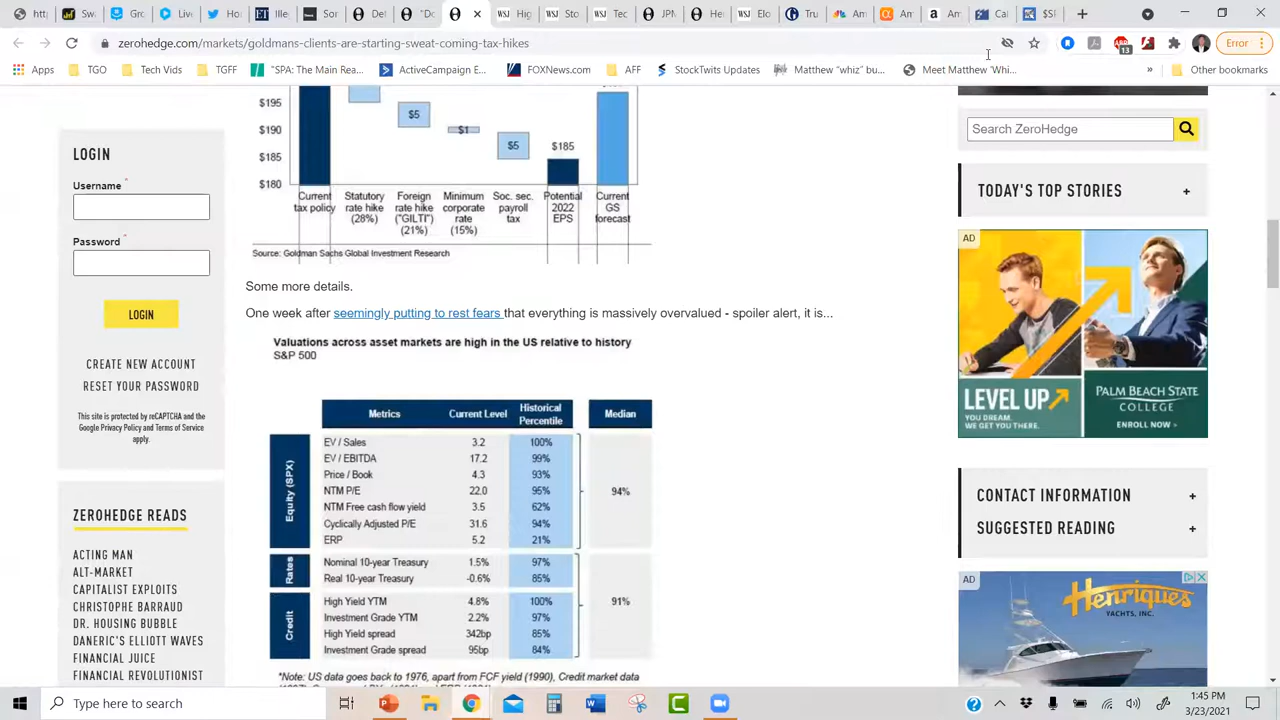 ETF
Tru
Am
Cal
(SF
zerohedge.com/markets/goldmans-clients-are-starting-sweat-coming-tax-hikes
13
Error
Apps
TGO
Tech Vids
TGFF
"SPA: The Main Rea...
ActiveCampaign E...
FOXNews.com
AFF
StockTwits Updates
Matthew "whiz" bu...
Meet Matthew "Whi...
»
Other bookmarks
LOGIN
Username *
Password *
LOGIN
CREATE NEW ACCOUNT
RESET YOUR PASSWORD
This site is protected by reCAPTCHA and the
Google Privacy Policy and Terms of Service
apply.
ZEROHEDGE READS
ACTING MAN
ALT-MARKET
CAPITALIST EXPLOITS
CHRISTOPHE BARRAUD
DR. HOUSING BUBBLE
DANERIC'S ELLIOTT WAVES
FINANCIAL JUICE
FINANCIAL REVOLUTIONIST
$195
$190
$185
$180
$5
$1
$5
$185
Current tax policy
Statutory rate hike (28%)
Foreign rate hike ("GILTI") (21%)
Minimum corporate rate (15%)
Soc. sec. payroll tax
Potential 2022 EPS
Current GS forecast
Source: Goldman Sachs Global Investment Research
Some more details.
One week after seemingly putting to rest fears that everything is massively overvalued - spoiler alert, it is...
Valuations across asset markets are high in the US relative to history
S&P 500
Metrics Current Level Historical Percentile Median
Equity (SPX)
EV / Sales 3.2 100%
EV / EBITDA 17.2 99%
Price / Book 4.3 93%
NTM P/E 22.0 95% 94%
NTM Free cash flow yield 3.5 62%
Cyclically Adjusted P/E 31.6 94%
ERP 5.2 21%
Rates
Nominal 10-year Treasury 1.5% 97%
Real 10-year Treasury -0.6% 85%
Credit
High Yield YTM 4.8% 100% 91%
Investment Grade YTM 2.2% 97%
High Yield spread 342bp 85%
Investment Grade spread 95bp 84%
*Note: US data goes back to 1976, apart from FCF yield (1990), Credit market data
Search ZeroHedge
TODAY'S TOP STORIES +
AD
LEVEL UP
YOU DREAM.
WE GET YOU THERE.
PALM BEACH STATE
COLLEGE
ENROLL NOW
CONTACT INFORMATION +
SUGGESTED READING +
AD
Henriques
YACHTS, INC.
Type here to search
1:45 PM
3/23/2021